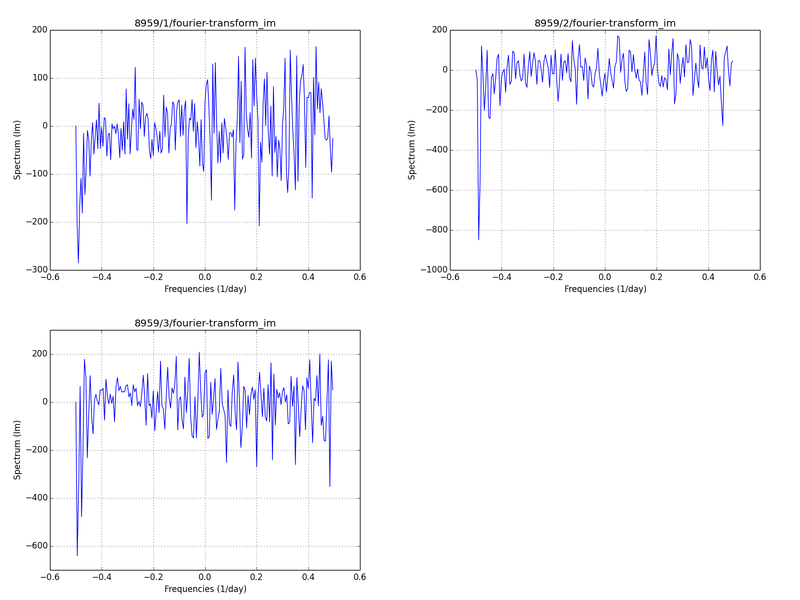 8959/1/fourier-transform_im
200
100
0
−100
−200
−300
Spectrum (Im)
−0.6 −0.4 −0.2 0.0 0.2 0.4 0.6
Frequencies (1/day)
8959/2/fourier-transform_im
200
0
−200
−400
−600
−800
−1000
Spectrum (Im)
−0.6 −0.4 −0.2 0.0 0.2 0.4 0.6
Frequencies (1/day)
8959/3/fourier-transform_im
200
0
−200
−400
−600
Spectrum (Im)
−0.6 −0.4 −0.2 0.0 0.2 0.4 0.6
Frequencies (1/day)